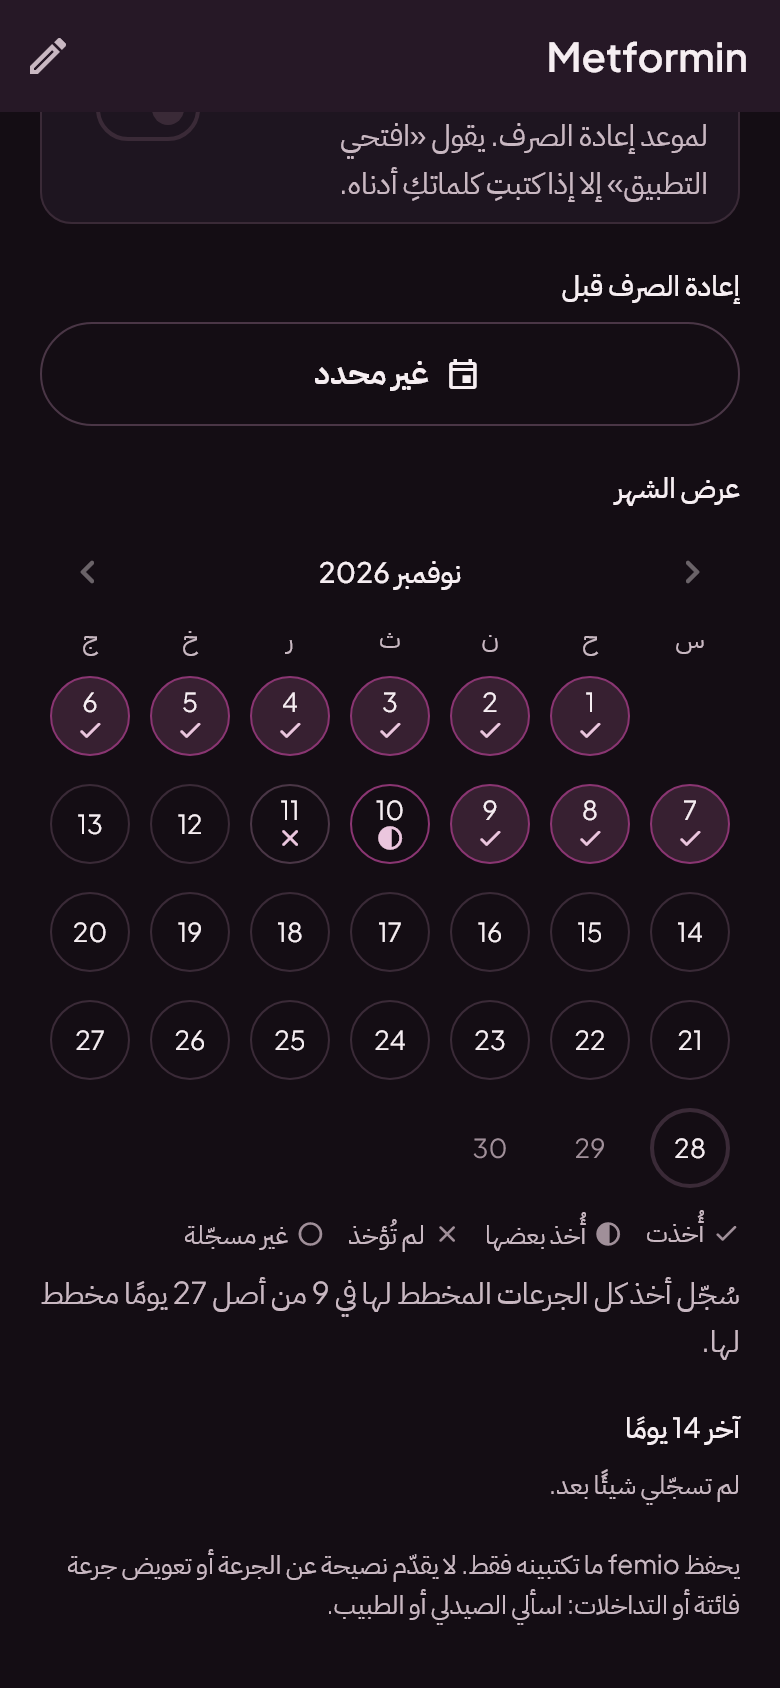 Metformin
لموعد إعادة الصرف. يقول «افتحي
التطبيق» إلا إذا كتبتِ كلماتكِ أدناه.
إعادة الصرف قبل
غير محدد
عرض الشهر
نوفمبر 2026
س ح ن ث ر خ ج
1 2 3 4 5 6
7 8 9 10 11 12 13
14 15 16 17 18 19 20
21 22 23 24 25 26 27
28 29 30
أُخذت أُخذ بعضها لم تُؤخذ غير مسجّلة
سُجّل أخذ كل الجرعات المخطط لها في 9 من أصل 27 يومًا مخطط
لها.
آخر 14 يومًا
لم تسجّلي شيئًا بعد.
يحفظ femio ما تكتبينه فقط. لا يقدّم نصيحة عن الجرعة أو تعويض جرعة
فائتة أو التداخلات: اسألي الصيدلي أو الطبيب.